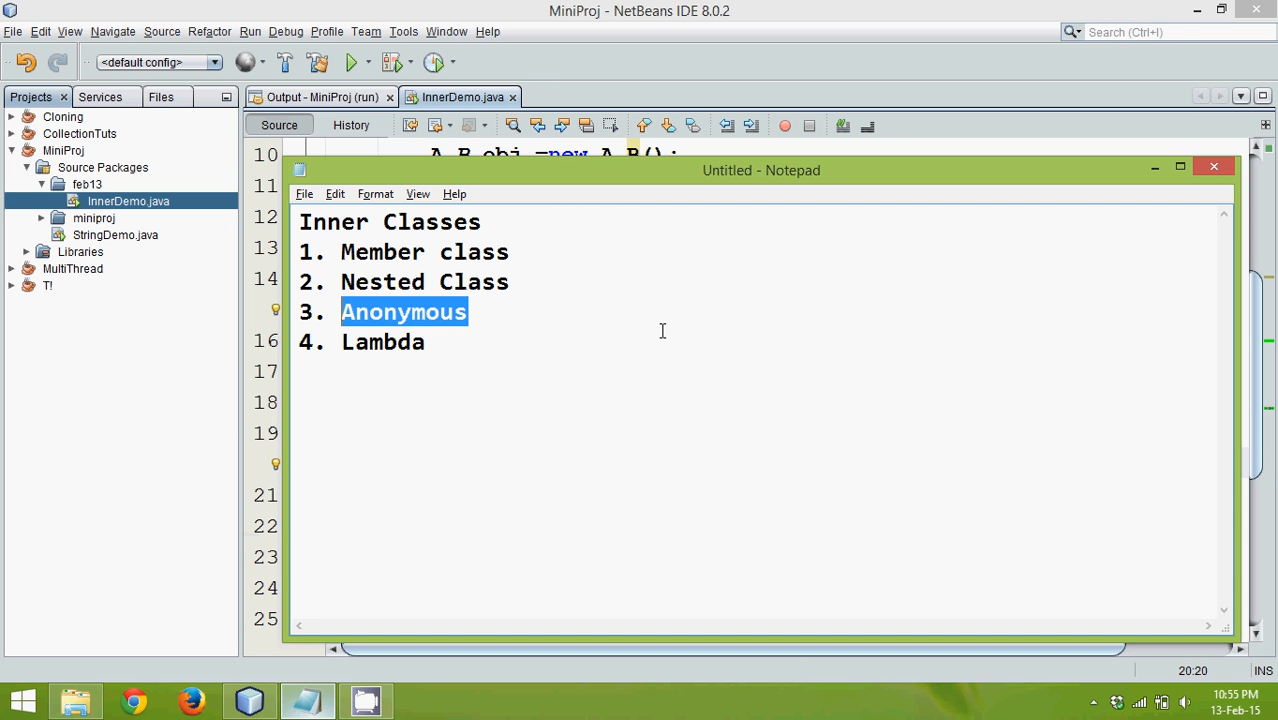 MiniProj - NetBeans IDE 8.0.2
File Edit View Navigate Source Refactor Run Debug Profile Team Tools Window Help
Search (Ctrl+I)
<default config>
Projects Services Files
Output - MiniProj (run) InnerDemo.java
Source History
Cloning
CollectionTuts
MiniProj
Source Packages
feb13
InnerDemo.java
miniproj
StringDemo.java
Libraries
MultiThread
T!
10 A.B obj =new A.B();
11
12
13
14
16
17
18
19
21
22
23
24
25
Untitled - Notepad
File Edit Format View Help
Inner Classes
1. Member class
2. Nested Class
3. Anonymous
4. Lambda
20:20 INS
10:55 PM
13-Feb-15